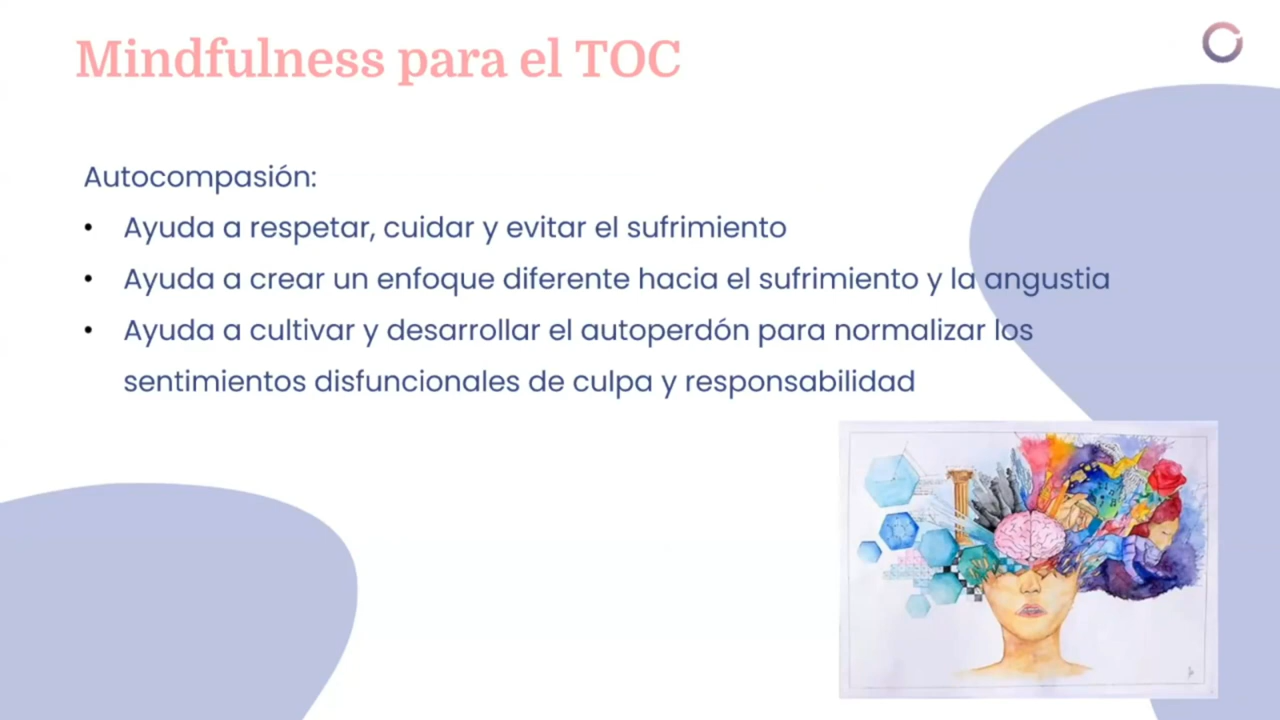 Mindfulness para el TOC
Autocompasión:
• Ayuda a respetar, cuidar y evitar el sufrimiento
• Ayuda a crear un enfoque diferente hacia el sufrimiento y la angustia
• Ayuda a cultivar y desarrollar el autoperdón para normalizar los
sentimientos disfuncionales de culpa y responsabilidad